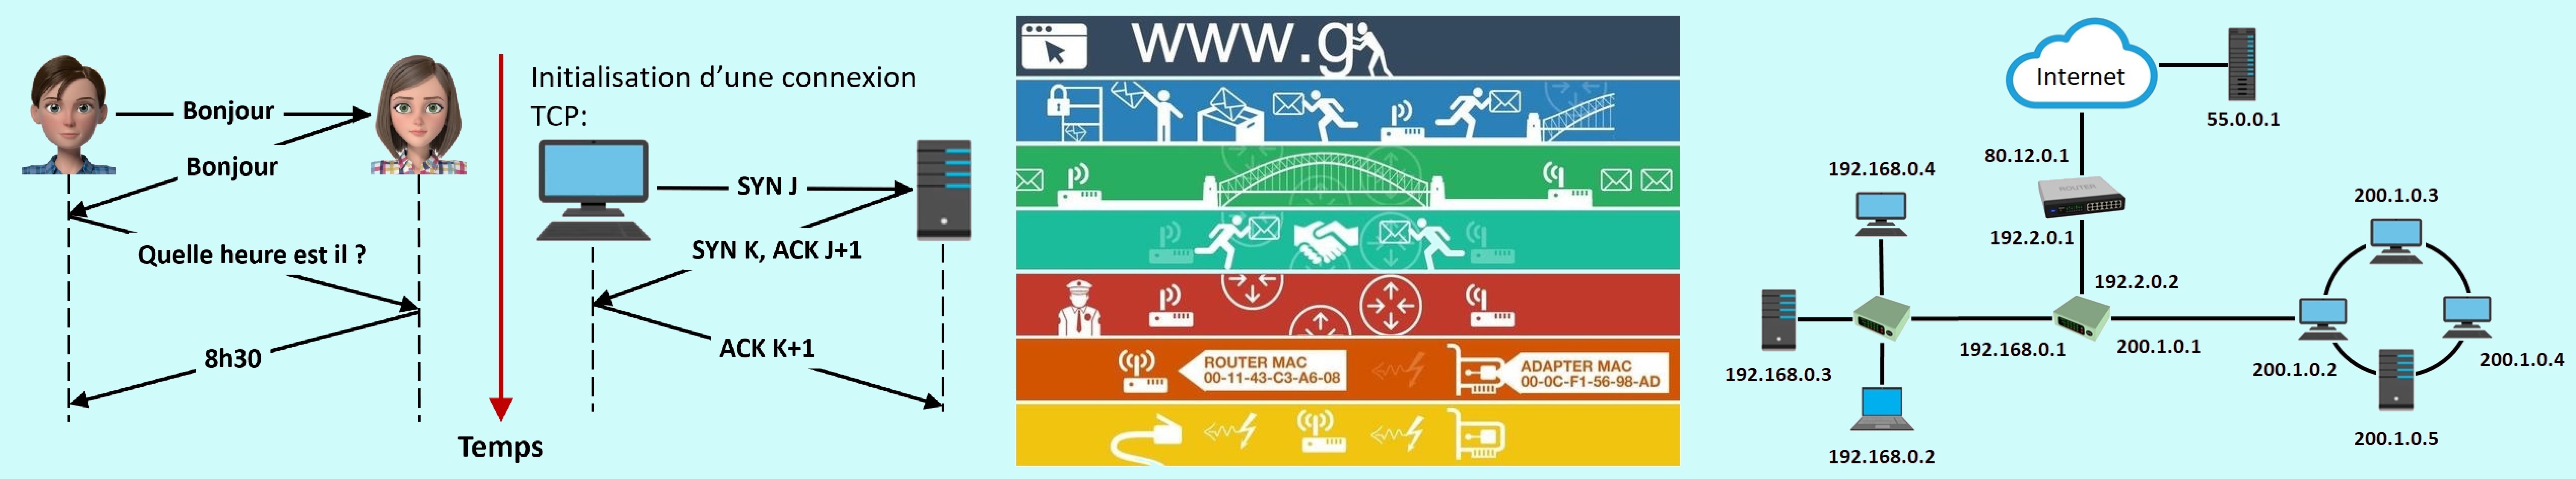 Bonjour
Bonjour
Quelle heure est il ?
8h30
Temps
Initialisation d’une connexion
TCP:
SYN J
SYN K, ACK J+1
ACK K+1
www.g
ROUTER MAC
00-11-43-C3-A6-08
ADAPTER MAC
00-0C-F1-56-98-AD
Internet
55.0.0.1
80.12.0.1
ROUTER
192.2.0.1
192.2.0.2
192.168.0.4
192.168.0.3
192.168.0.1
192.168.0.2
200.1.0.1
200.1.0.3
200.1.0.2
200.1.0.4
200.1.0.5